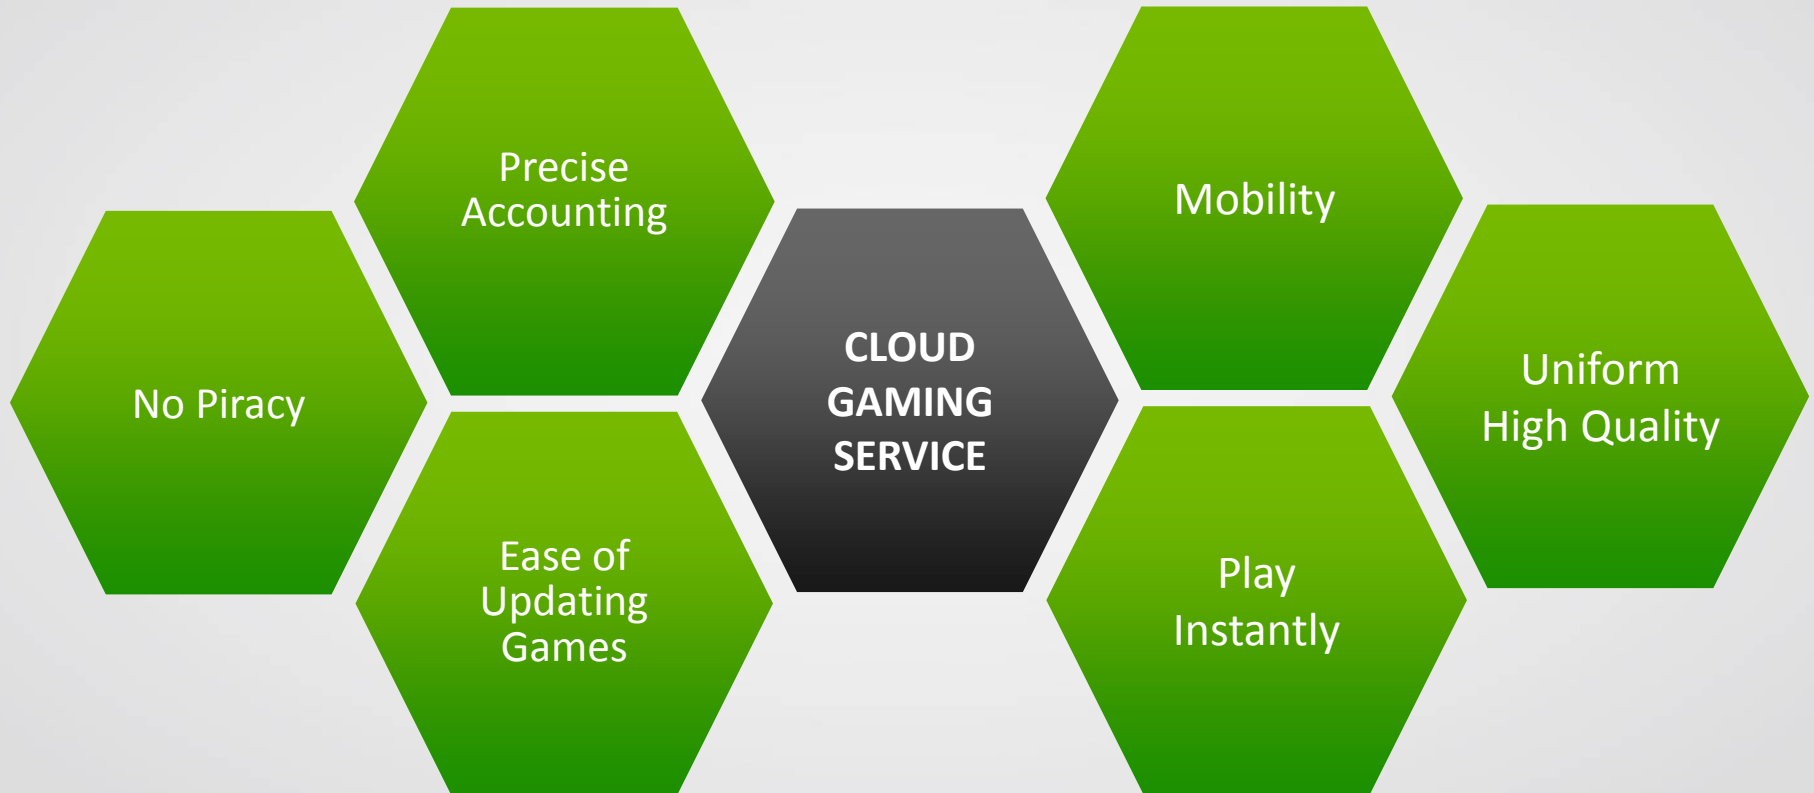 Precise
Accounting
Mobility
No Piracy
CLOUD
GAMING
SERVICE
Uniform
High Quality
Ease of
Updating
Games
Play
Instantly